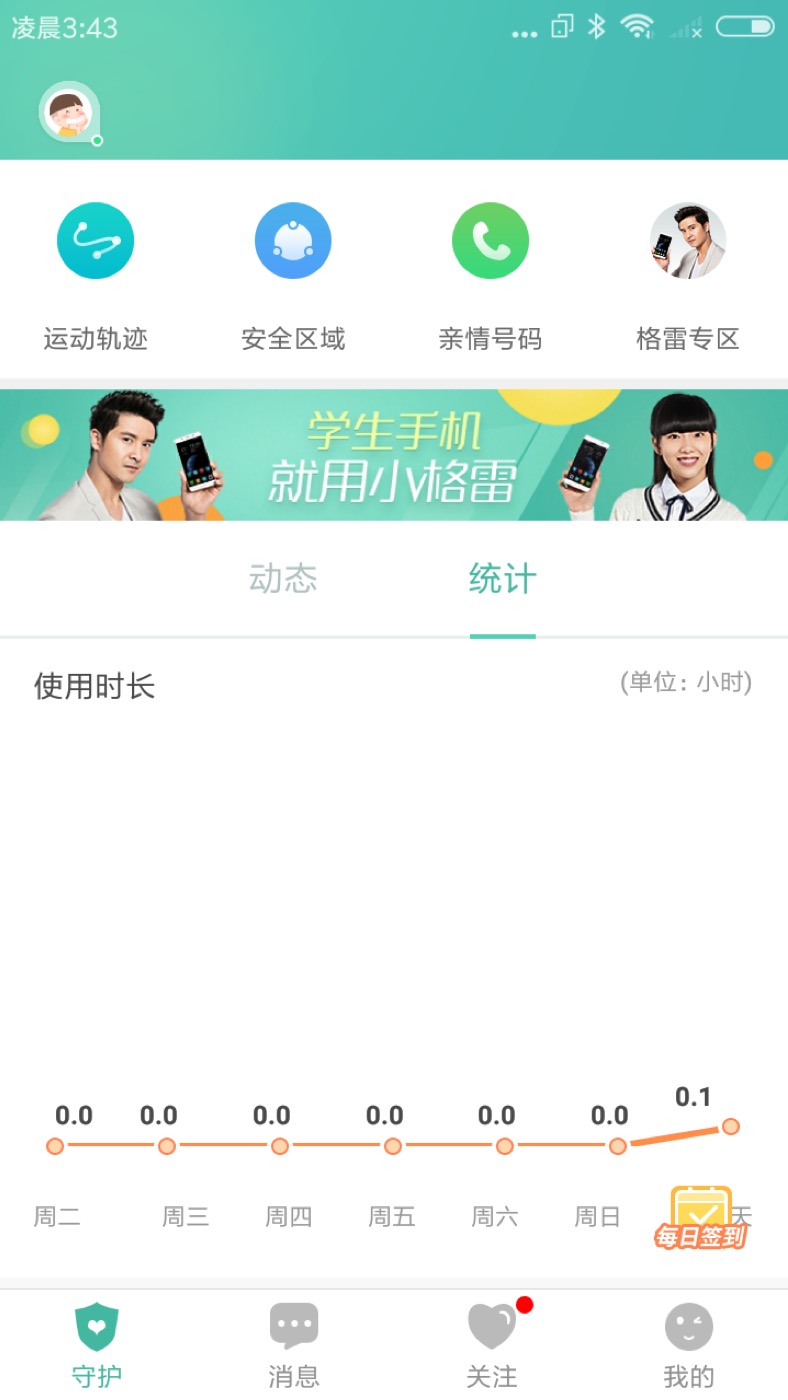 凌晨3:43
运动轨迹
安全区域
亲情号码
格雷专区
学生手机
就用小格雷
动态
统计
使用时长
(单位：小时)
0.0
0.0
0.0
0.0
0.0
0.0
0.1
周二
周三
周四
周五
周六
周日
天
每日签到
守护
消息
关注
我的